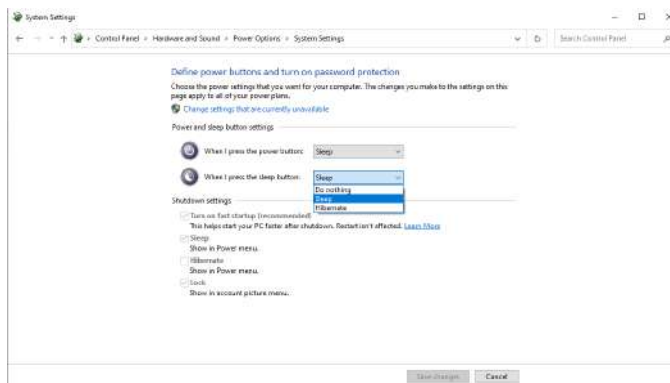 System Settings
Control Panel › Hardware and Sound › Power Options › System Settings
Search Control Panel
Define power buttons and turn on password protection
Choose the power settings that you want for your computer. The changes you make to the settings on this
page apply to all of your power plans.
Change settings that are currently unavailable
Power and sleep button settings
When I press the power button: Sleep
When I press the sleep button: Sleep
Do nothing
Sleep
Hibernate
Shutdown settings
Turn on fast startup (recommended)
This helps start your PC faster after shutdown. Restart isn't affected. Learn More
Sleep
Show in Power menu.
Hibernate
Show in Power menu.
Lock
Show in account picture menu.
Save changes Cancel